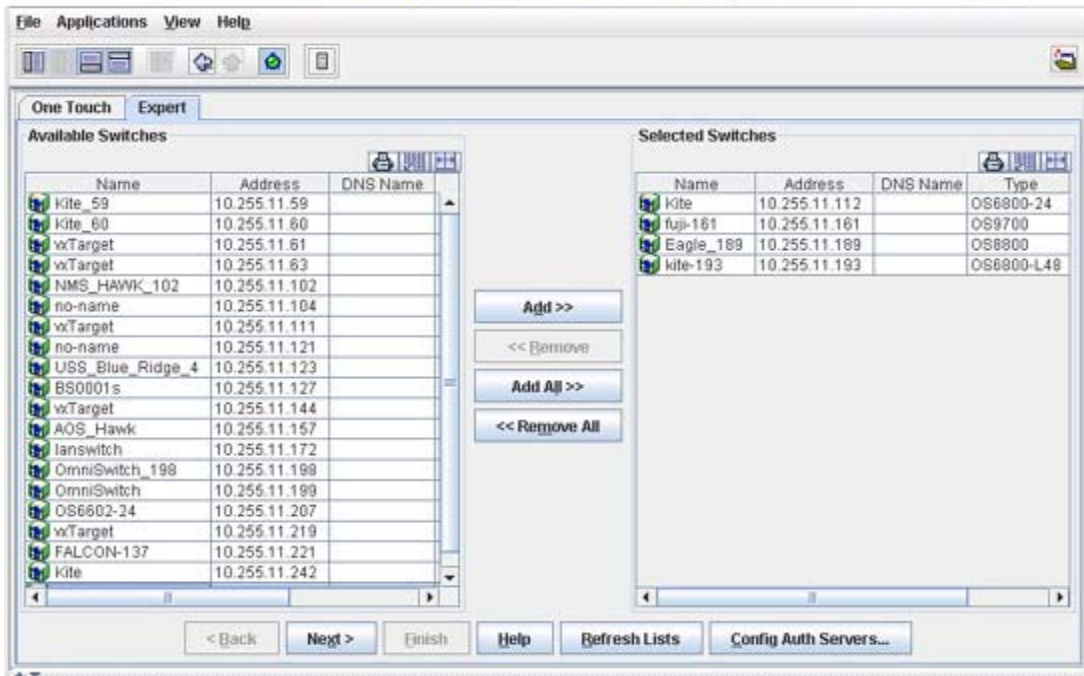 File Applications View Help
One Touch Expert
Available Switches
Name Address DNS Name
Kite_59 10.255.11.59
Kite_60 10.255.11.60
vxTarget 10.255.11.61
vxTarget 10.255.11.63
NMS_HAWK_102 10.255.11.102
no-name 10.255.11.104
vxTarget 10.255.11.111
no-name 10.255.11.121
USS_Blue_Ridge_4 10.255.11.123
BS0001s 10.255.11.127
vxTarget 10.255.11.144
AOS_Hawk 10.255.11.157
lanswitch 10.255.11.172
OmniSwitch_198 10.255.11.198
OmniSwitch 10.255.11.199
OS6602-24 10.255.11.207
vxTarget 10.255.11.219
FALCON-137 10.255.11.221
Kite 10.255.11.242
Add >>
<< Remove
Add All >>
<< Remove All
Selected Switches
Name Address DNS Name Type
Kite 10.255.11.112 OS6800-24
fuji-161 10.255.11.161 OS9700
Eagle_189 10.255.11.189 OS8800
kite-193 10.255.11.193 OS6800-L48
< Back Next > Finish Help Refresh Lists Config Auth Servers...